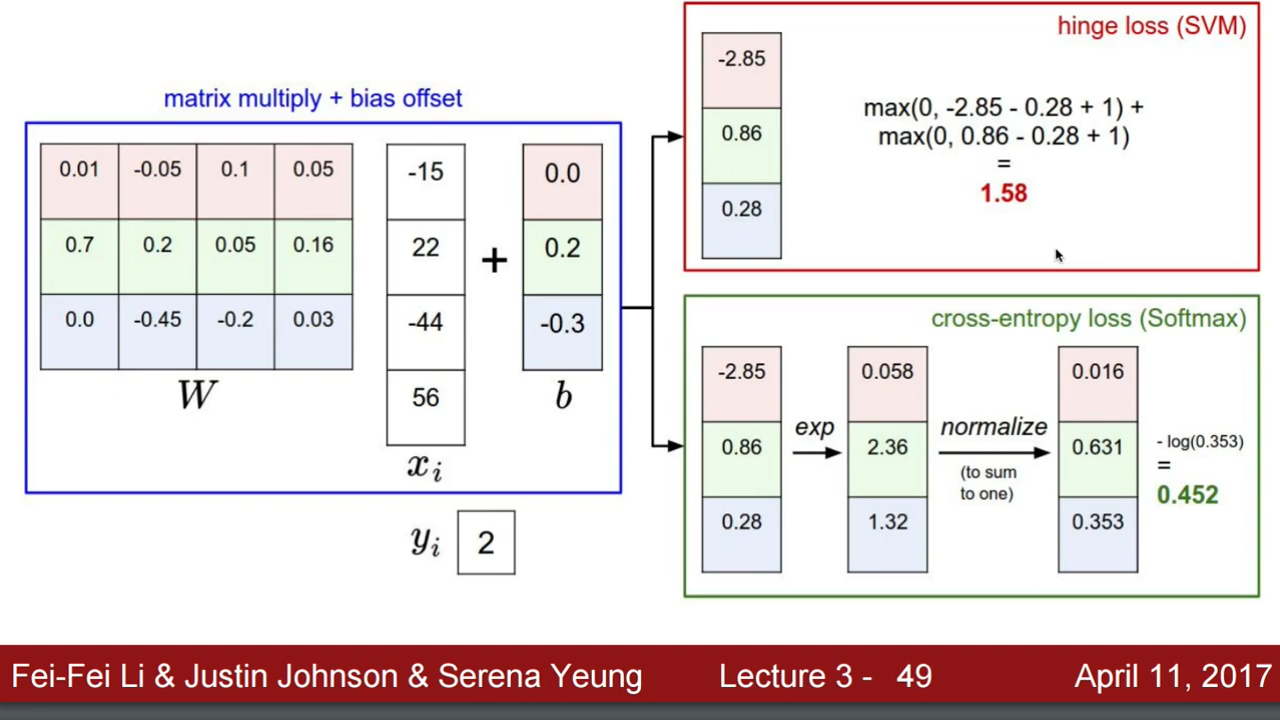 matrix multiply + bias offset
0.01 -0.05 0.1 0.05
0.7 0.2 0.05 0.16
0.0 -0.45 -0.2 0.03
W
-15
22
-44
56
x_i
+
0.0
0.2
-0.3
b
y_i 2
hinge loss (SVM)
-2.85
0.86
0.28
max(0, -2.85 - 0.28 + 1) +
max(0, 0.86 - 0.28 + 1)
=
1.58
cross-entropy loss (Softmax)
-2.85
0.86
0.28
exp
0.058
2.36
1.32
normalize
(to sum
to one)
0.016
0.631
0.353
- log(0.353)
=
0.452
Fei-Fei Li & Justin Johnson & Serena Yeung Lecture 3 - 49 April 11, 2017